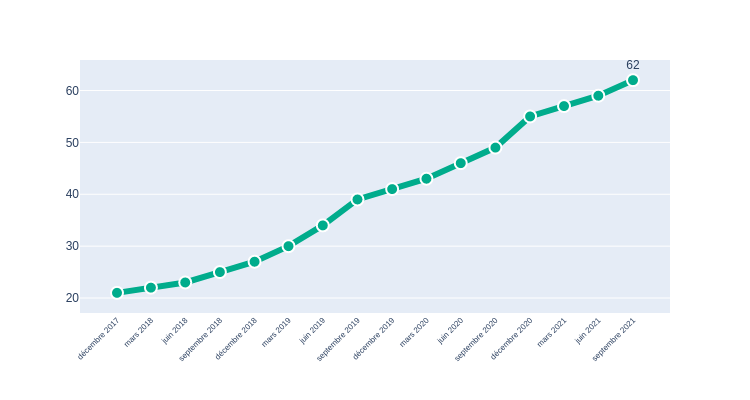 62
60
50
40
30
20
décembre 2017
mars 2018
juin 2018
septembre 2018
décembre 2018
mars 2019
juin 2019
septembre 2019
décembre 2019
mars 2020
juin 2020
septembre 2020
décembre 2020
mars 2021
juin 2021
septembre 2021